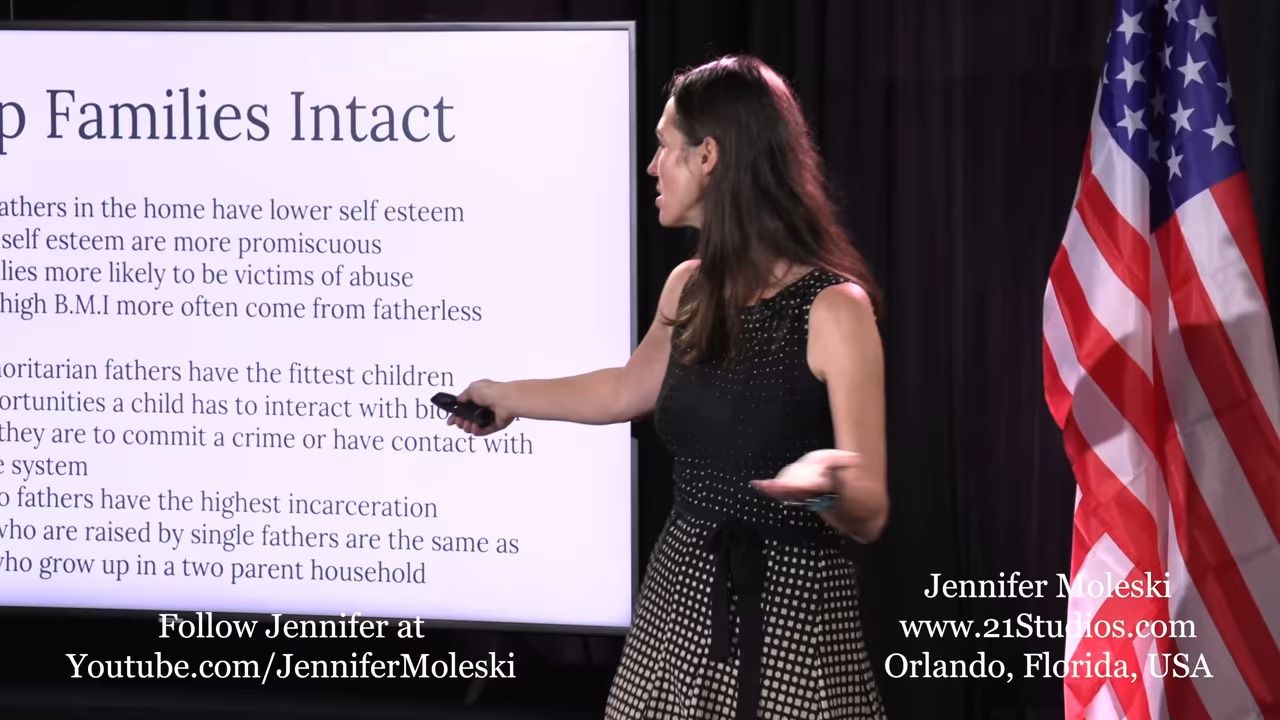 p Families Intact
athers in the home have lower self esteem
self esteem are more promiscuous
lies more likely to be victims of abuse
high B.M.I more often come from fatherless
oritarian fathers have the fittest children
ortunities a child has to interact with bio
they are to commit a crime or have contact with
e system
o fathers have the highest incarceration
who are raised by single fathers are the same as
who grow up in a two parent household
Follow Jennifer at
Youtube.com/JenniferMoleski
Jennifer Moleski
www.21Studios.com
Orlando, Florida, USA